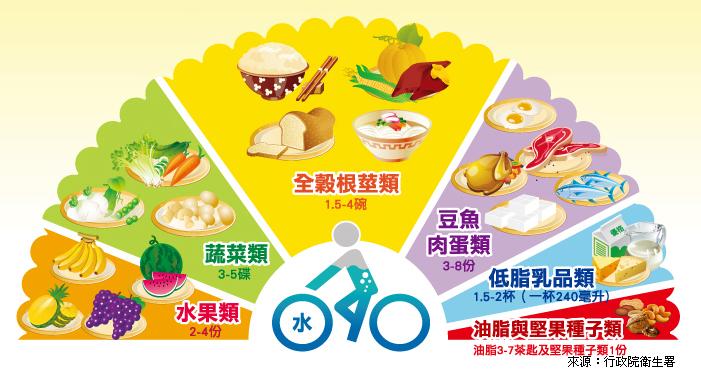 全穀根莖類
1.5-4碗
豆魚
肉蛋類
3-8份
蔬菜類
3-5碟
低脂乳品類
1.5-2杯（一杯240毫升）
水果類
2-4份
水
油脂與堅果種子類
油脂3-7茶匙及堅果種子類1份
來源：行政院衛生署